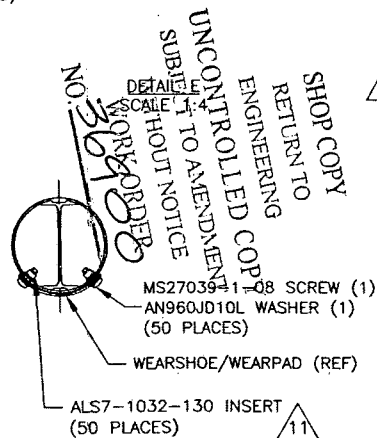 DETAIL E
SCALE 1:4
SHOP COPY
RETURN TO
ENGINEERING
UNCONTROLLED COPY
SUBJECT TO AMENDMENT
WITHOUT NOTICE
WORK ORDER
NO.
MS27039-1-08 SCREW (1)
AN960JD10L WASHER (1)
(50 PLACES)
WEARSHOE/WEARPAD (REF)
ALS7-1032-130 INSERT
(50 PLACES)
11